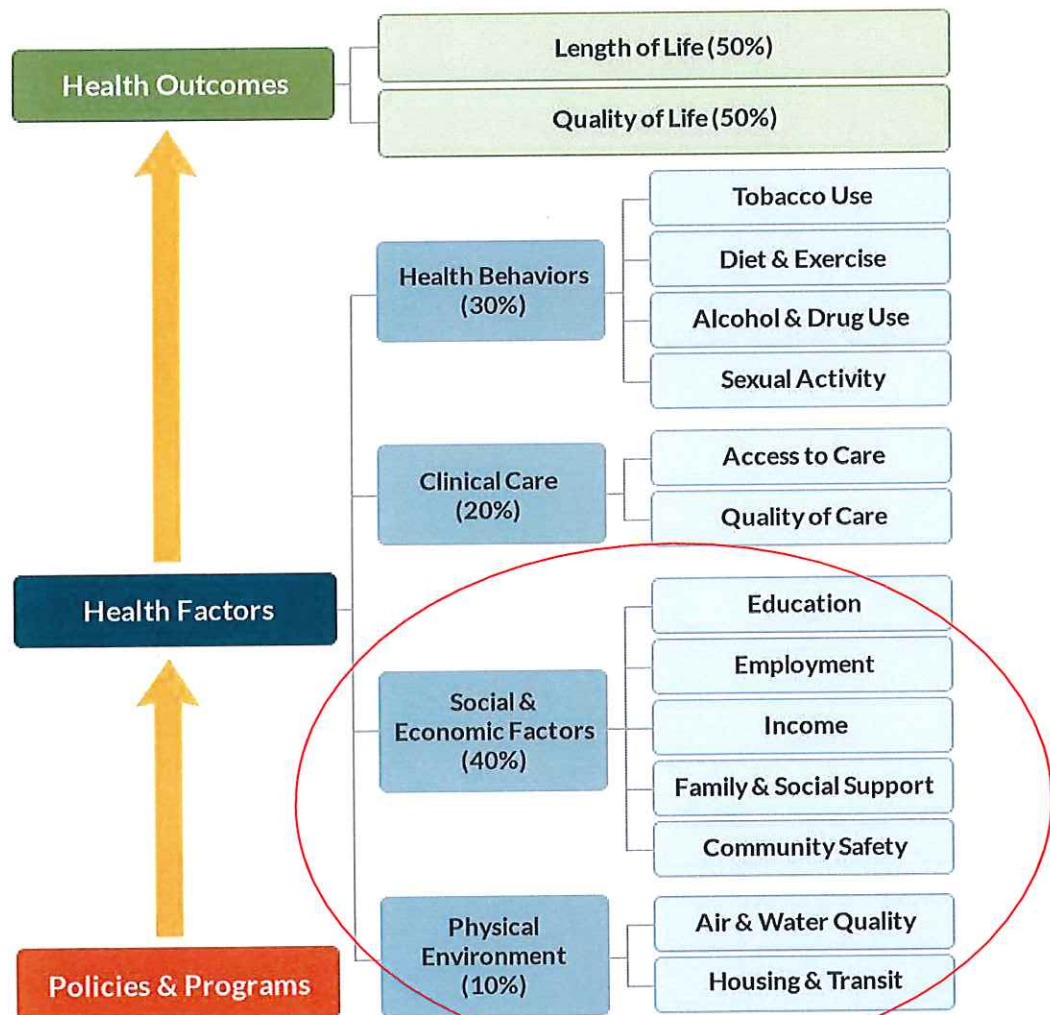 Health Outcomes
Length of Life (50%)
Quality of Life (50%)
Health Behaviors
(30%)
Tobacco Use
Diet & Exercise
Alcohol & Drug Use
Sexual Activity
Clinical Care
(20%)
Access to Care
Quality of Care
Health Factors
Social &
Economic Factors
(40%)
Education
Employment
Income
Family & Social Support
Community Safety
Physical
Environment
(10%)
Air & Water Quality
Housing & Transit
Policies & Programs